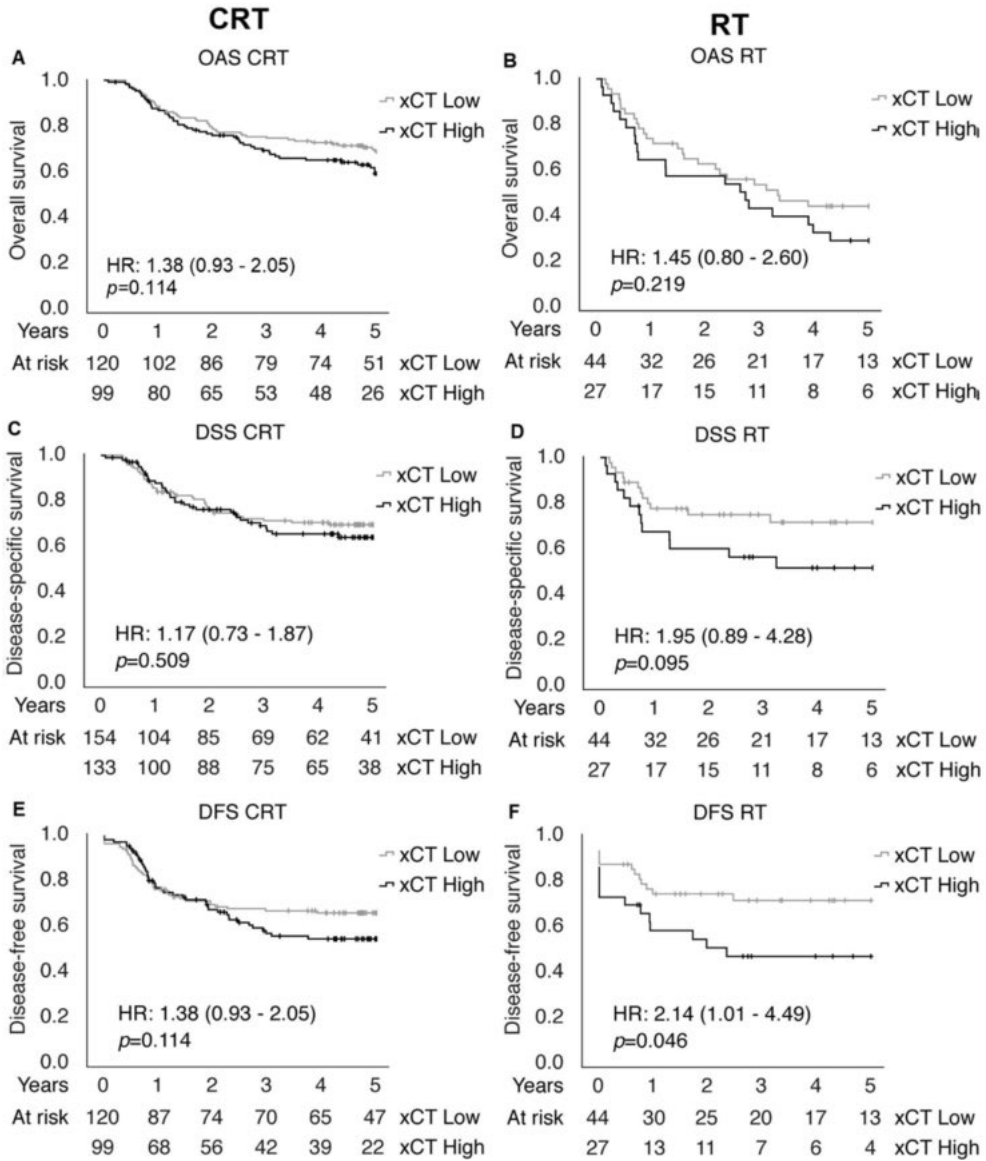 CRT
RT
A
OAS CRT
Overall survival
1.0
0.8
0.6
0.4
0.2
0.0
xCT Low
xCT High
HR: 1.38 (0.93 - 2.05)
p=0.114
Years 0 1 2 3 4 5
At risk 120 102 86 79 74 51 xCT Low
99 80 65 53 48 26 xCT High
B
OAS RT
Overall survival
1.0
0.8
0.6
0.4
0.2
0.0
xCT Low
xCT High
HR: 1.45 (0.80 - 2.60)
p=0.219
Years 0 1 2 3 4 5
At risk 44 32 26 21 17 13 xCT Low
27 17 15 11 8 6 xCT High
C
DSS CRT
Disease-specific survival
1.0
0.8
0.6
0.4
0.2
0.0
xCT Low
xCT High
HR: 1.17 (0.73 - 1.87)
p=0.509
Years 0 1 2 3 4 5
At risk 154 104 85 69 62 41 xCT Low
133 100 88 75 65 38 xCT High
D
DSS RT
Disease-specific survival
1.0
0.8
0.6
0.4
0.2
0.0
xCT Low
xCT High
HR: 1.95 (0.89 - 4.28)
p=0.095
Years 0 1 2 3 4 5
At risk 44 32 26 21 17 13 xCT Low
27 17 15 11 8 6 xCT High
E
DFS CRT
Disease-free survival
1.0
0.8
0.6
0.4
0.2
0.0
xCT Low
xCT High
HR: 1.38 (0.93 - 2.05)
p=0.114
Years 0 1 2 3 4 5
At risk 120 87 74 70 65 47 xCT Low
99 68 56 42 39 22 xCT High
F
DFS RT
Disease-free survival
1.0
0.8
0.6
0.4
0.2
0.0
xCT Low
xCT High
HR: 2.14 (1.01 - 4.49)
p=0.046
Years 0 1 2 3 4 5
At risk 44 30 25 20 17 13 xCT Low
27 13 11 7 6 4 xCT High